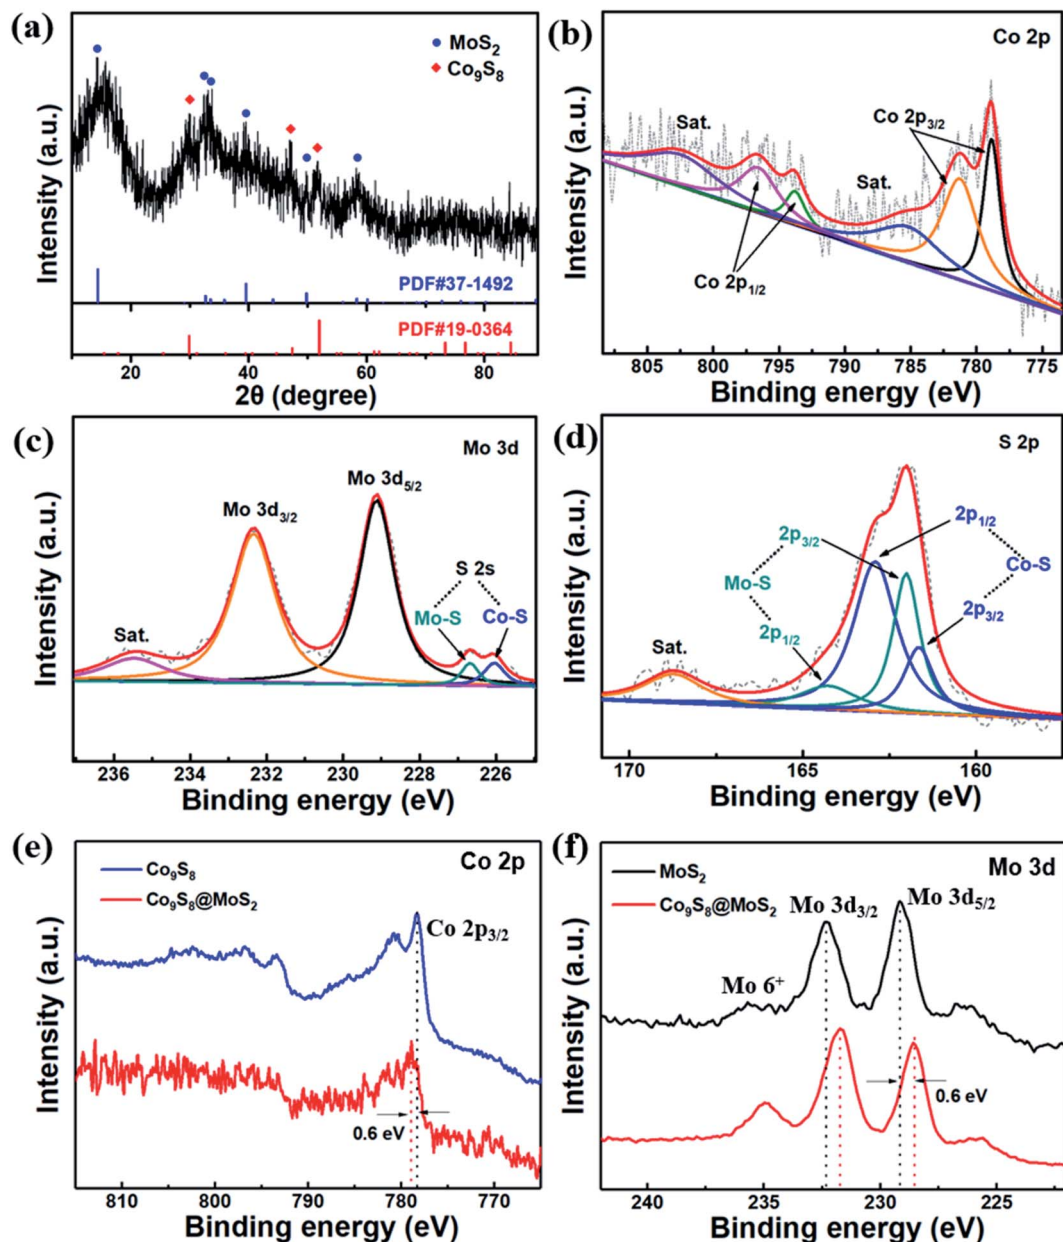 (a)
MoS2
Co9S8
PDF#37-1492
PDF#19-0364
Intensity (a.u.)
20 40 60 80
2θ (degree)
(b)
Co 2p
Sat.
Co 2p3/2
Sat.
Co 2p1/2
Intensity (a.u.)
805 800 795 790 785 780 775
Binding energy (eV)
(c)
Mo 3d
Mo 3d5/2
Mo 3d3/2
S 2s
Mo-S Co-S
Sat.
Intensity (a.u.)
236 234 232 230 228 226
Binding energy (eV)
(d)
S 2p
2p1/2
2p3/2
Mo-S
Co-S
2p3/2
2p1/2
Sat.
Intensity (a.u.)
170 165 160
Binding energy (eV)
(e)
Co 2p
Co9S8
Co9S8@MoS2
Co 2p3/2
0.6 eV
Intensity (a.u.)
810 800 790 780 770
Binding energy (eV)
(f)
Mo 3d
MoS2
Co9S8@MoS2
Mo 3d5/2
Mo 3d3/2
Mo 6+
0.6 eV
Intensity (a.u.)
240 235 230 225
Binding energy (eV)